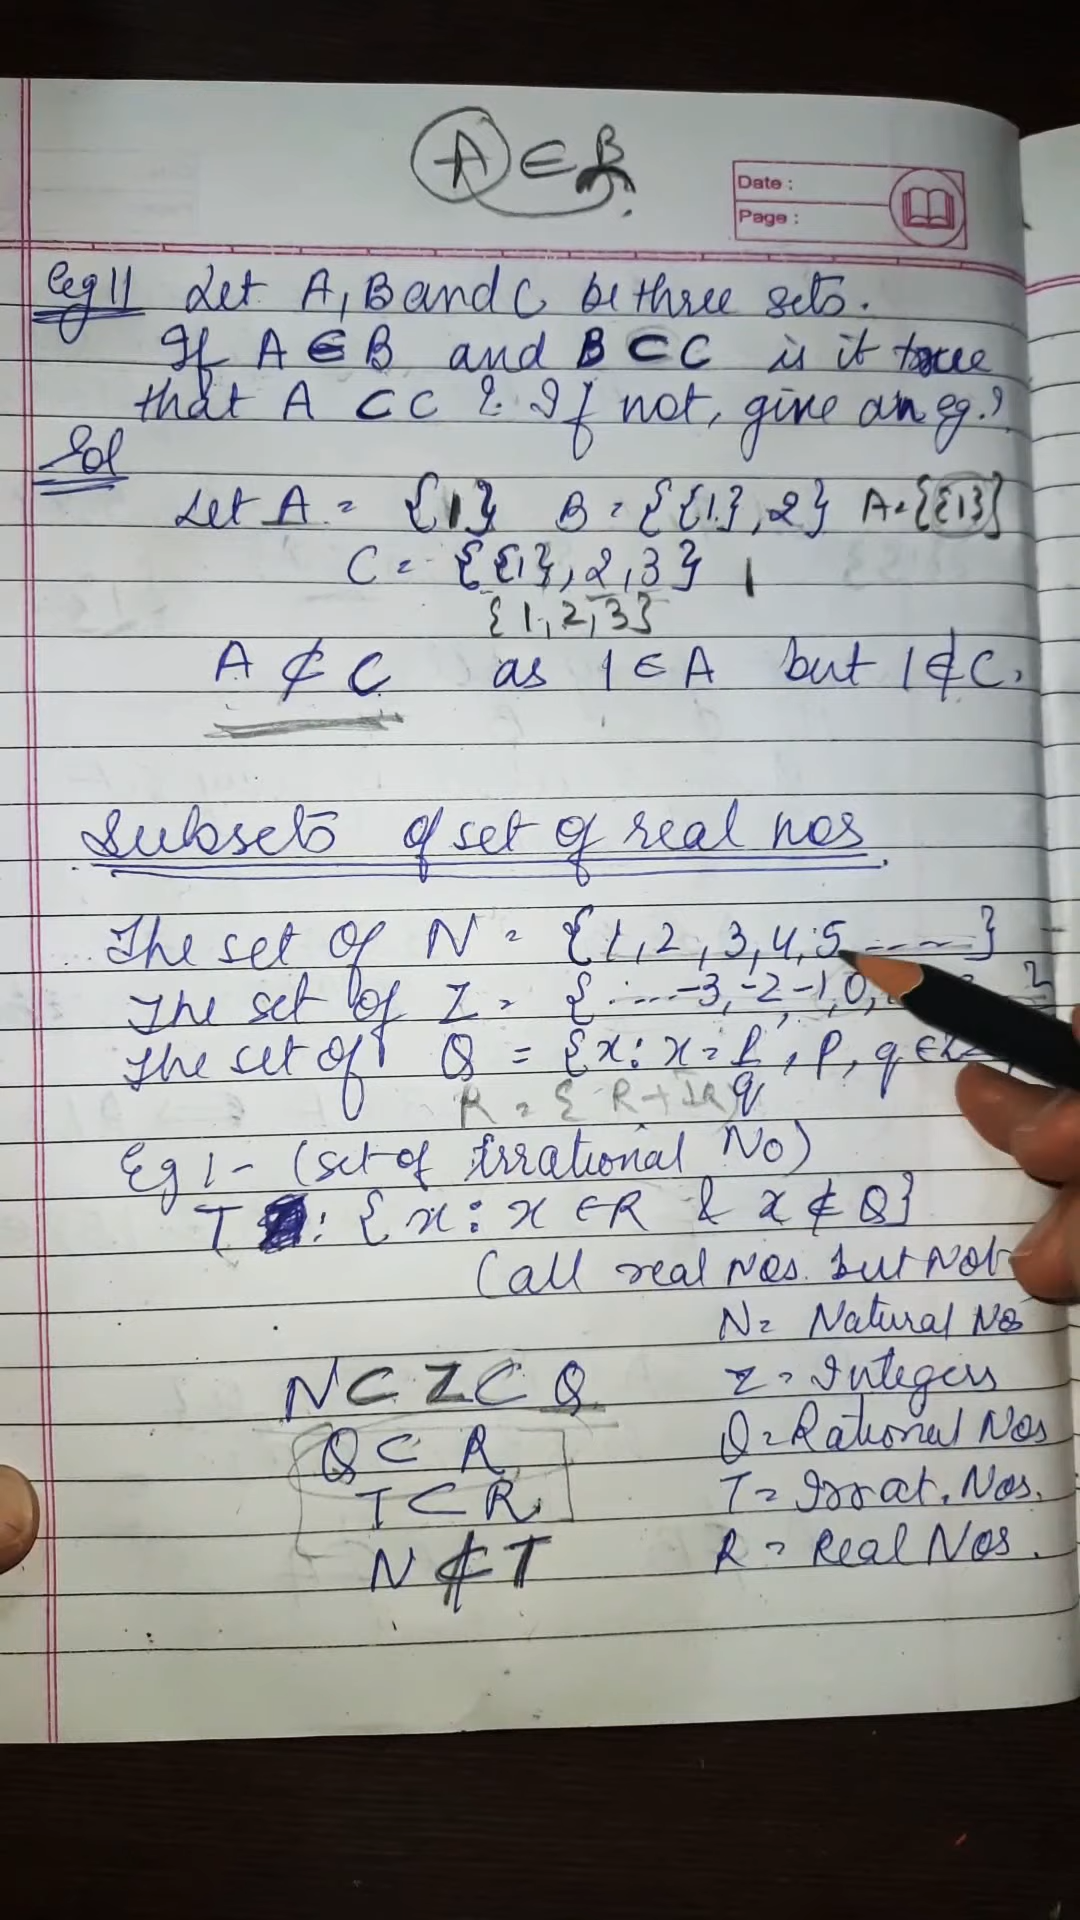 A ∈ B
Date :
Page :
Eg 11 Let A, B and C be three sets.
If A ∈ B and B ⊂ C is it true
that A ⊂ C ? If not, give an eg.?
Sol
Let A = {1} B = {{1}, 2} A = {{1}}
C = {{1}, 2, 3} 1
{1, 2, 3}
A ⊄ C as 1 ∈ A but 1 ∉ C.
Subsets of set of real nos
The set of N = {1, 2, 3, 4, 5 ----}
The set of Z = { ....-3, -2 -1, 0, }
The set of Q = {x : x = p/q, p, q ∈
R = { R + IR}
Eg 1- (set of Irrational No)
T : {x : x ∈ R & x ∉ Q}
(all real Nos. but Not
N = Natural Nos
N ⊂ Z ⊂ Q Z = Integers
Q ⊂ R Q = Rational Nos
T ⊂ R. T = Irrat. Nos.
N ⊄ T R = Real Nos.